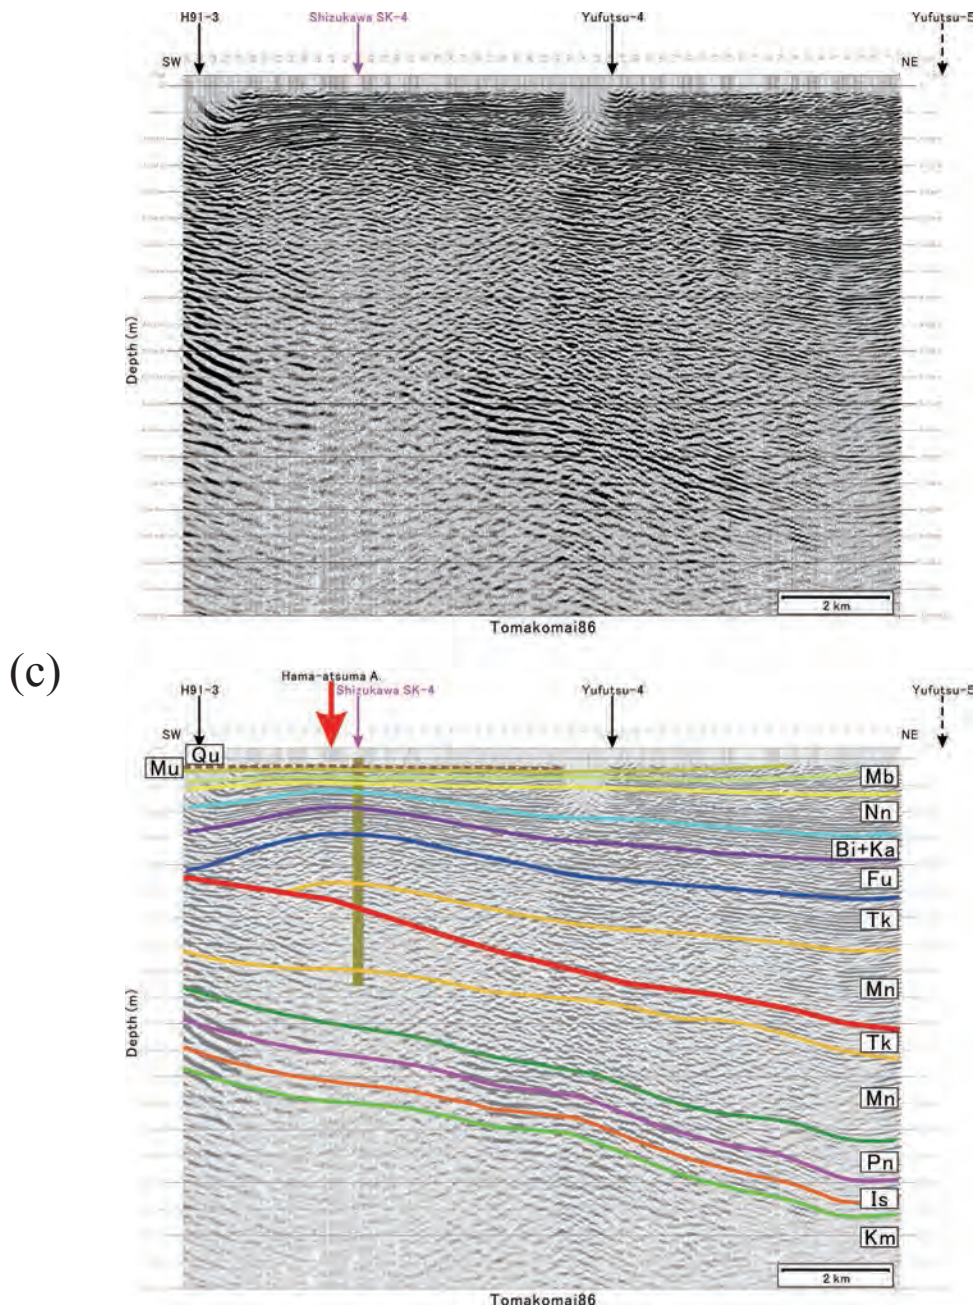 H91-3 Shizukawa SK-4 Yufutsu-4 Yufutsu-5
SW NE
Depth (m)
2 km
Tomakomai86
(c)
Hama-atsuma A.
H91-3 Shizukawa SK-4 Yufutsu-4 Yufutsu-5
SW NE
Qu
Mu
Mb
Nn
Bi+Ka
Fu
Tk
Mn
Tk
Depth (m)
Mn
Pn
Is
Km
2 km
Tomakomai86